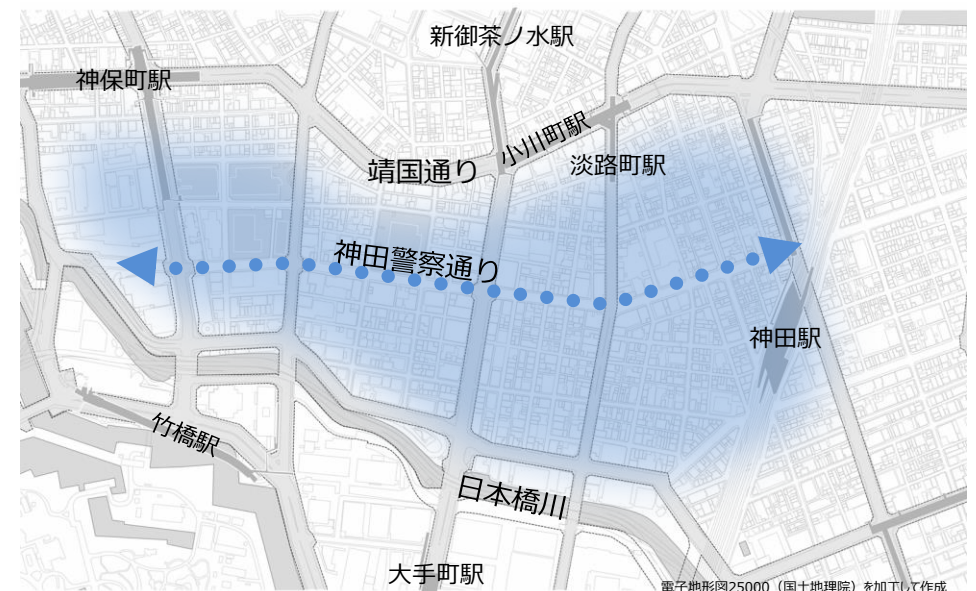 新御茶ノ水駅
神保町駅
小川町駅
靖国通り
淡路町駅
神田警察通り
神田駅
竹橋駅
日本橋川
大手町駅
電子地形図25000（国土地理院）を加工して作成